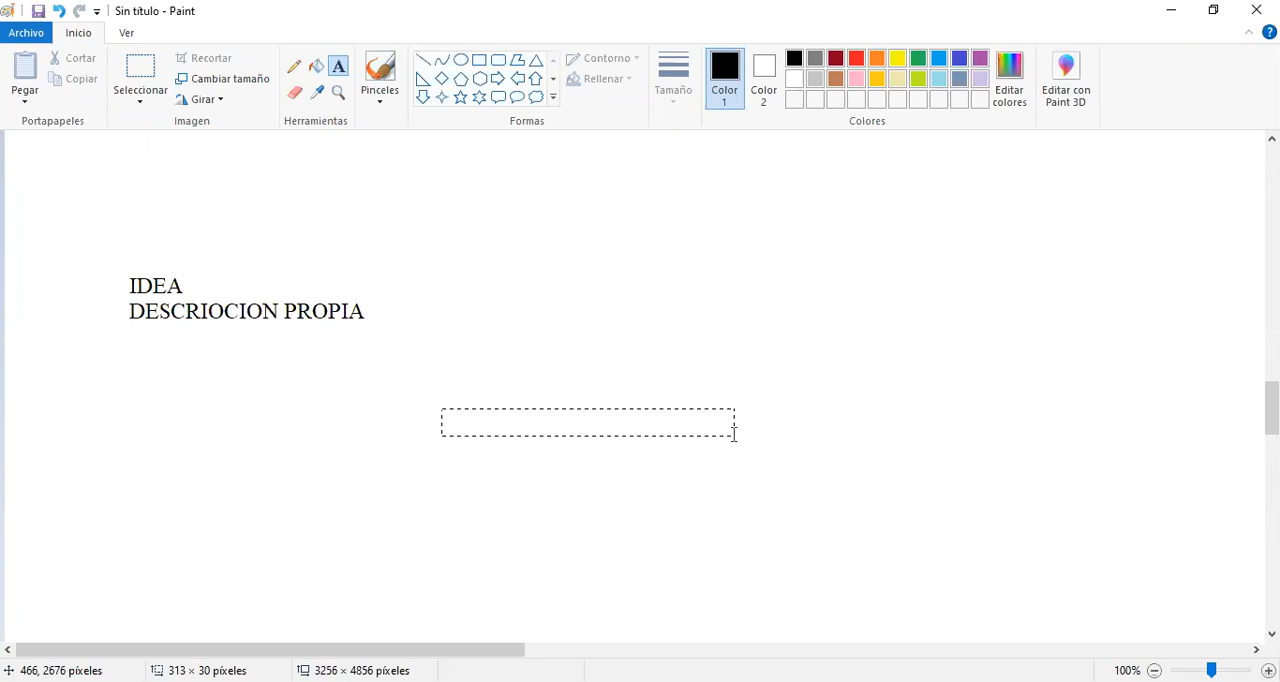 Sin título - Paint
Archivo Inicio Ver
Pegar
Cortar
Copiar
Portapapeles
Seleccionar
Recortar
Cambiar tamaño
Girar
Imagen
A
Herramientas
Pinceles
Contorno
Rellenar
Formas
Tamaño
Color
1
Color
2
Editar
colores
Colores
Editar con
Paint 3D
IDEA
DESCRIOCION PROPIA
466, 2676 píxeles 313 × 30 píxeles 3256 × 4856 píxeles 100%